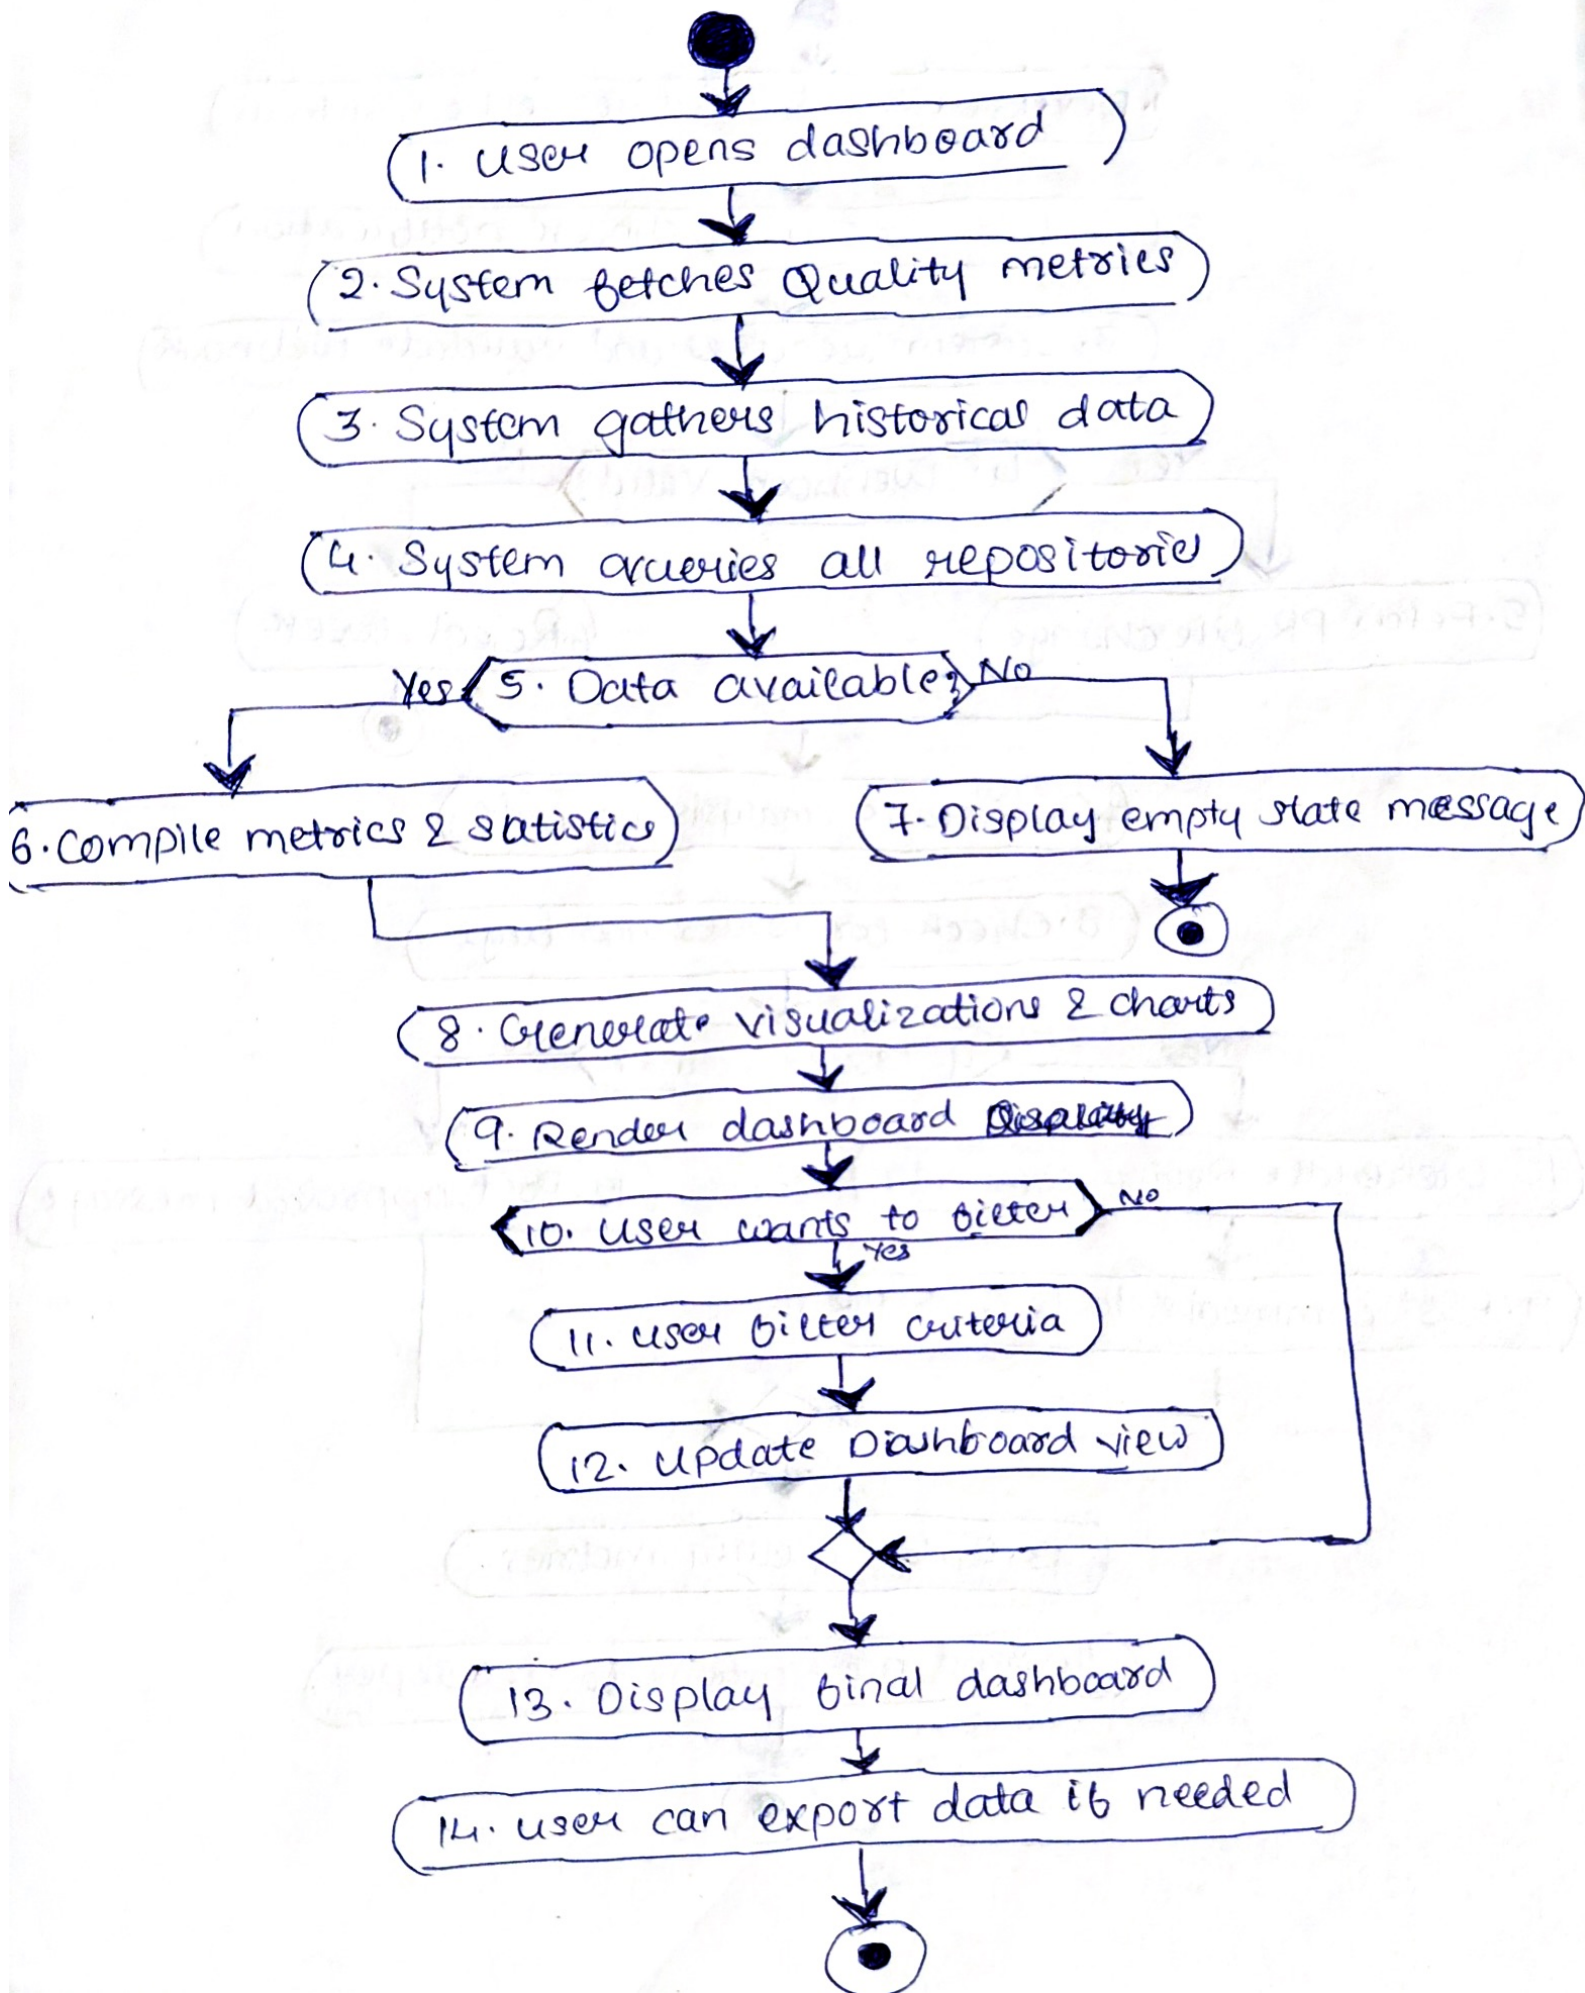 1. User opens dashboard
2. System fetches Quality metrics
3. System gathers historical data
4. System queries all repositories
Yes
5. Data available?
No
6. Compile metrics & statistics
7. Display empty state message
8. Generate visualizations & charts
9. Render dashboard
10. User wants to filter
No
Yes
11. User filter criteria
12. Update Dashboard view
13. Display final dashboard
14. user can export data if needed